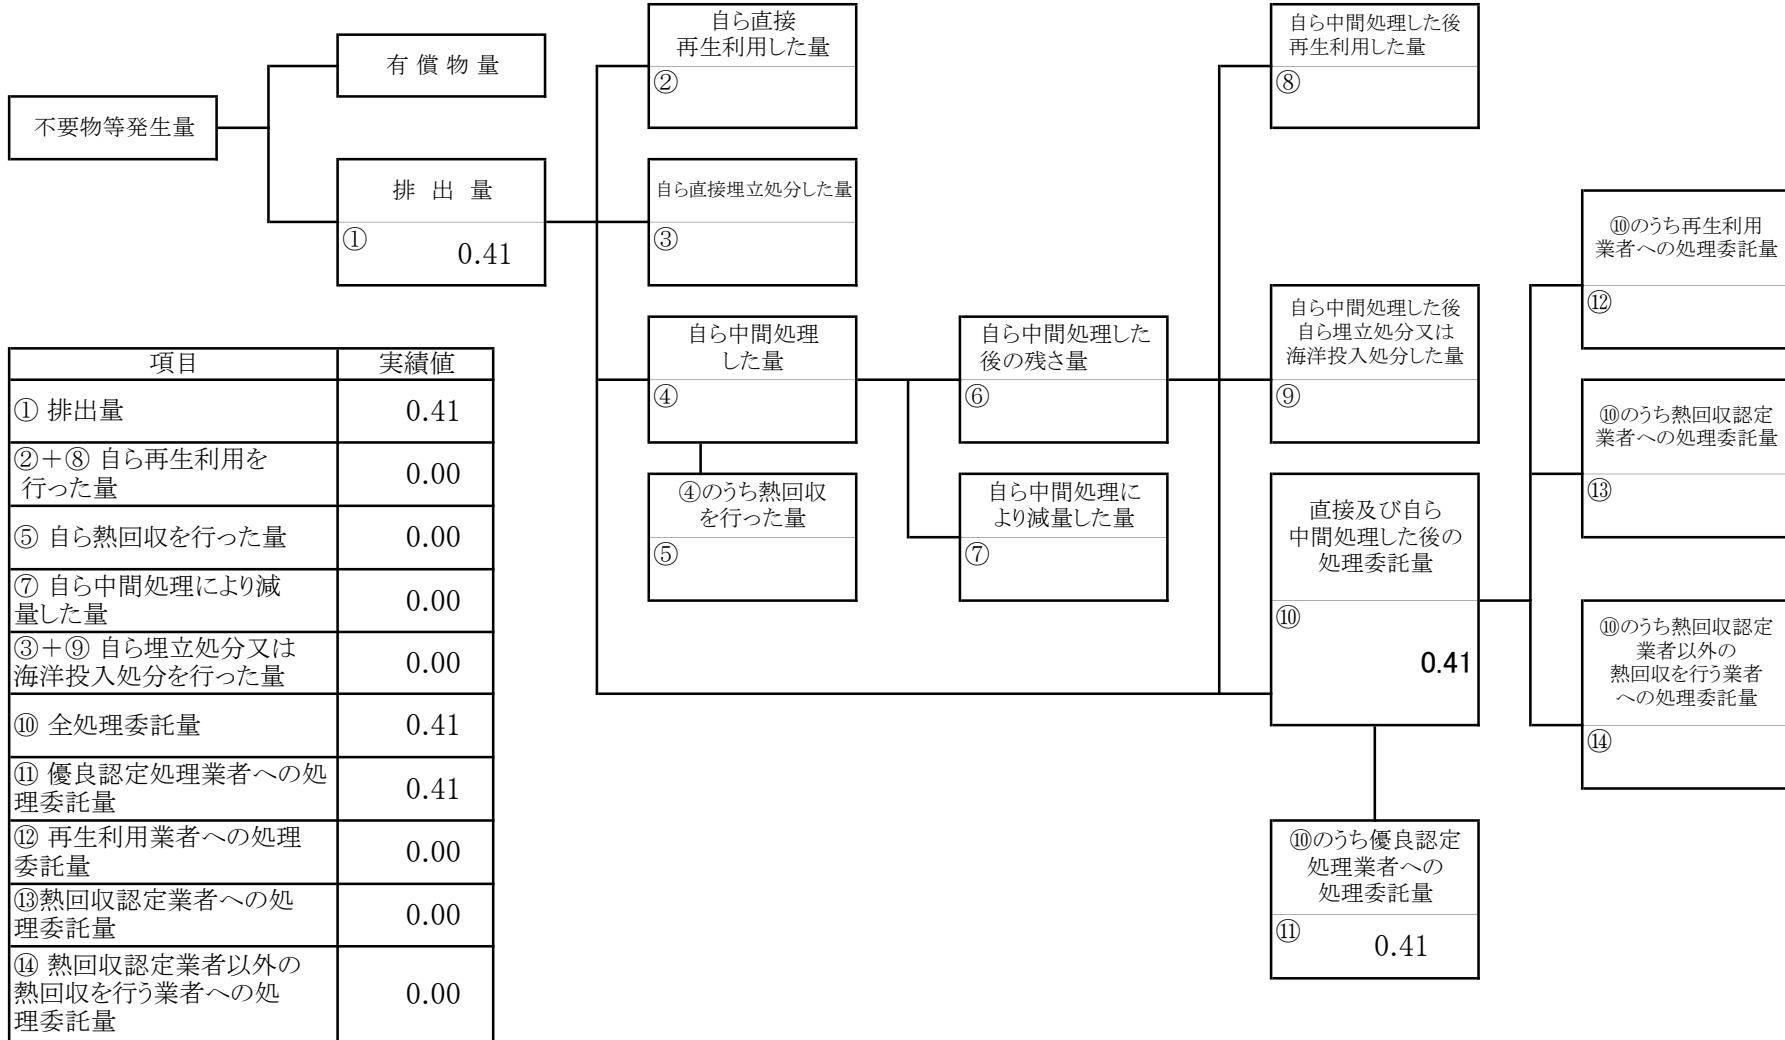 不要物等発生量
有 償 物 量
排 出 量
①
0.41
自ら直接
再生利用した量
②
自ら直接埋立処分した量
③
自ら中間処理
した量
④
④のうち熱回収
を行った量
⑤
自ら中間処理した
後の残さ量
⑥
自ら中間処理に
より減量した量
⑦
自ら中間処理した後
再生利用した量
⑧
自ら中間処理した後
自ら埋立処分又は
海洋投入処分した量
⑨
直接及び自ら
中間処理した後の
処理委託量
⑩
0.41
⑩のうち優良認定
処理業者への
処理委託量
⑪
0.41
⑩のうち再生利用
業者への処理委託量
⑫
⑩のうち熱回収認定
業者への処理委託量
⑬
⑩のうち熱回収認定
業者以外の
熱回収を行う業者
への処理委託量
⑭
項目 実績値
① 排出量 0.41
②＋⑧ 自ら再生利用を
行った量 0.00
⑤ 自ら熱回収を行った量 0.00
⑦ 自ら中間処理により減
量した量 0.00
③＋⑨ 自ら埋立処分又は
海洋投入処分を行った量 0.00
⑩ 全処理委託量 0.41
⑪ 優良認定処理業者への処
理委託量 0.41
⑫ 再生利用業者への処理
委託量 0.00
⑬熱回収認定業者への処
理委託量 0.00
⑭ 熱回収認定業者以外の
熱回収を行う業者への処
理委託量 0.00